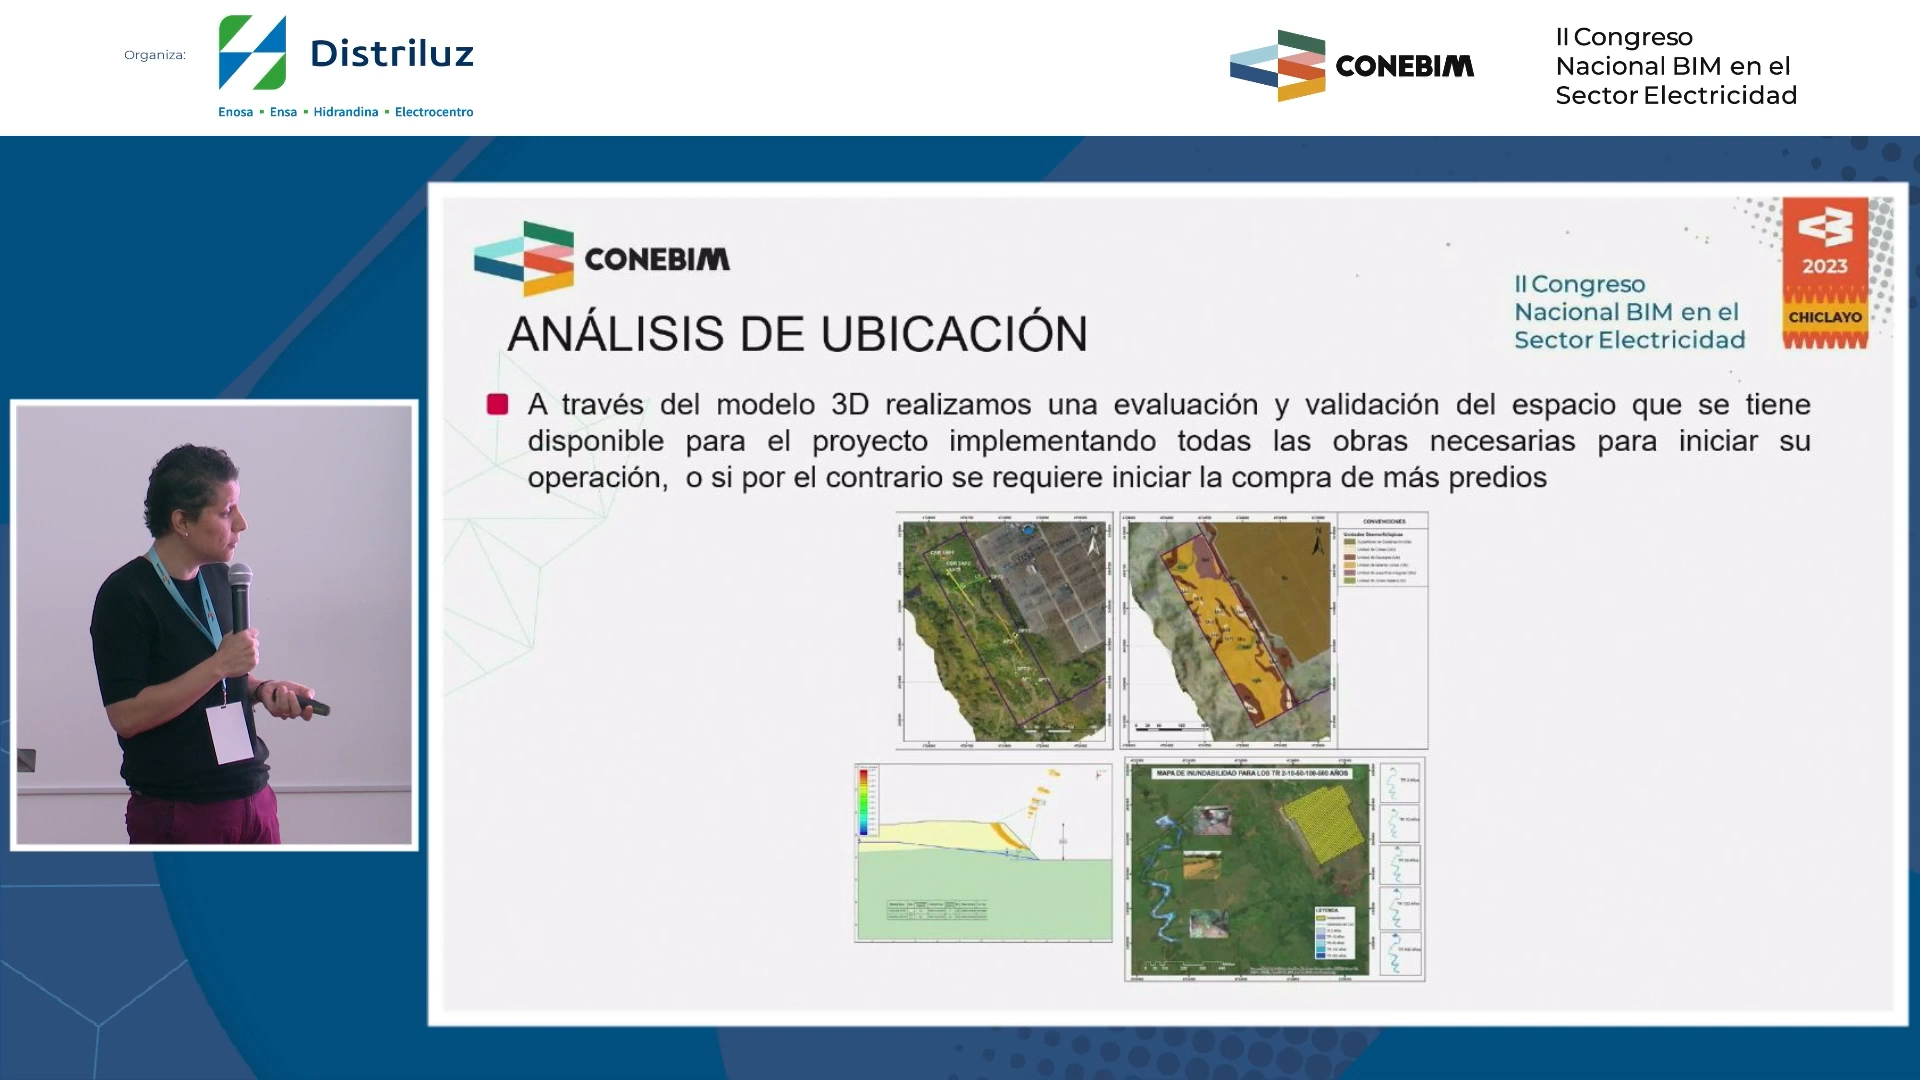 Organiza:
Distriluz
Enosa ▪ Ensa ▪ Hidrandina ▪ Electrocentro
CONEBIM
II Congreso
Nacional BIM en el
Sector Electricidad
CONEBIM
2023
CHICLAYO
II Congreso
Nacional BIM en el
Sector Electricidad
ANÁLISIS DE UBICACIÓN
A través del modelo 3D realizamos una evaluación y validación del espacio que se tiene
disponible para el proyecto implementando todas las obras necesarias para iniciar su
operación, o si por el contrario se requiere iniciar la compra de más predios
CONVENCIONES
Unidades Geomorfológicas
N
MAPA DE INUNDABILIDAD PARA LOS TR 2-10-50-100-500 AÑOS
LEYENDA